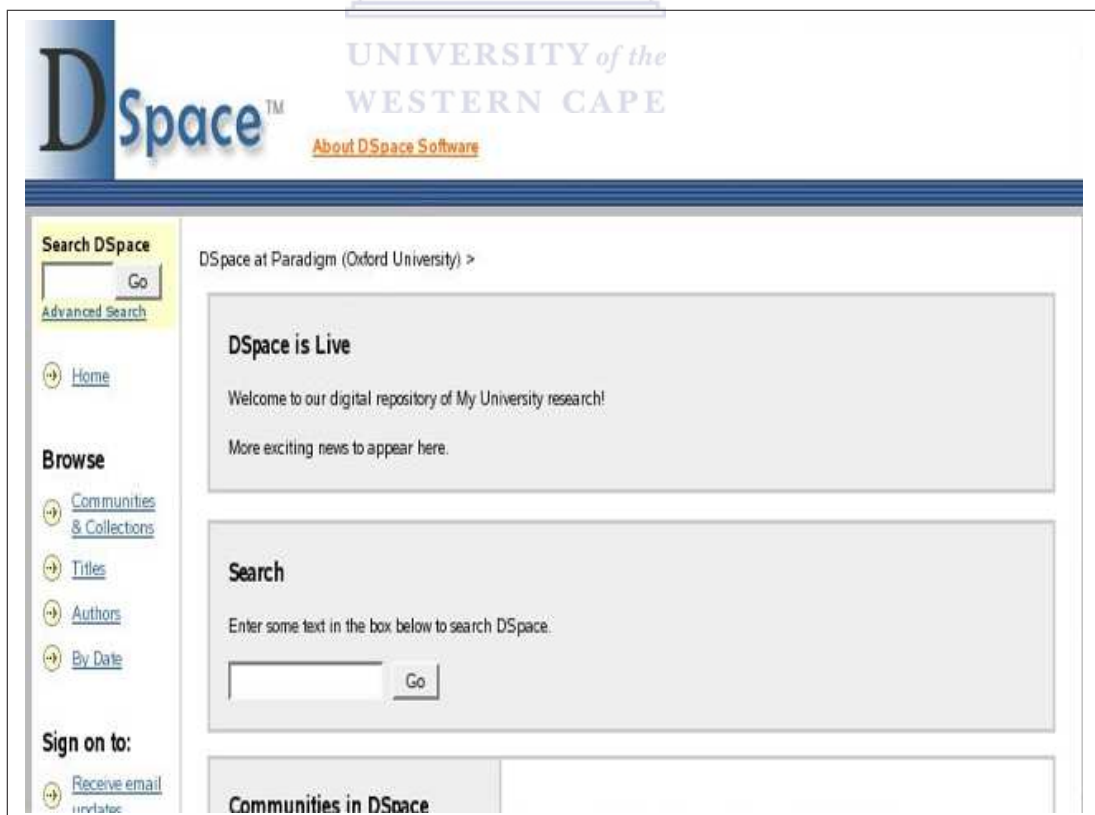 UNIVERSITY of the
WESTERN CAPE
DSpace™
About DSpace Software
Search DSpace
Go
Advanced Search
Home
Browse
Communities
& Collections
Titles
Authors
By Date
Sign on to:
Receive email
updates
DSpace at Paradigm (Oxford University) >
DSpace is Live
Welcome to our digital repository of My University research!
More exciting news to appear here.
Search
Enter some text in the box below to search DSpace.
Go
Communities in DSpace